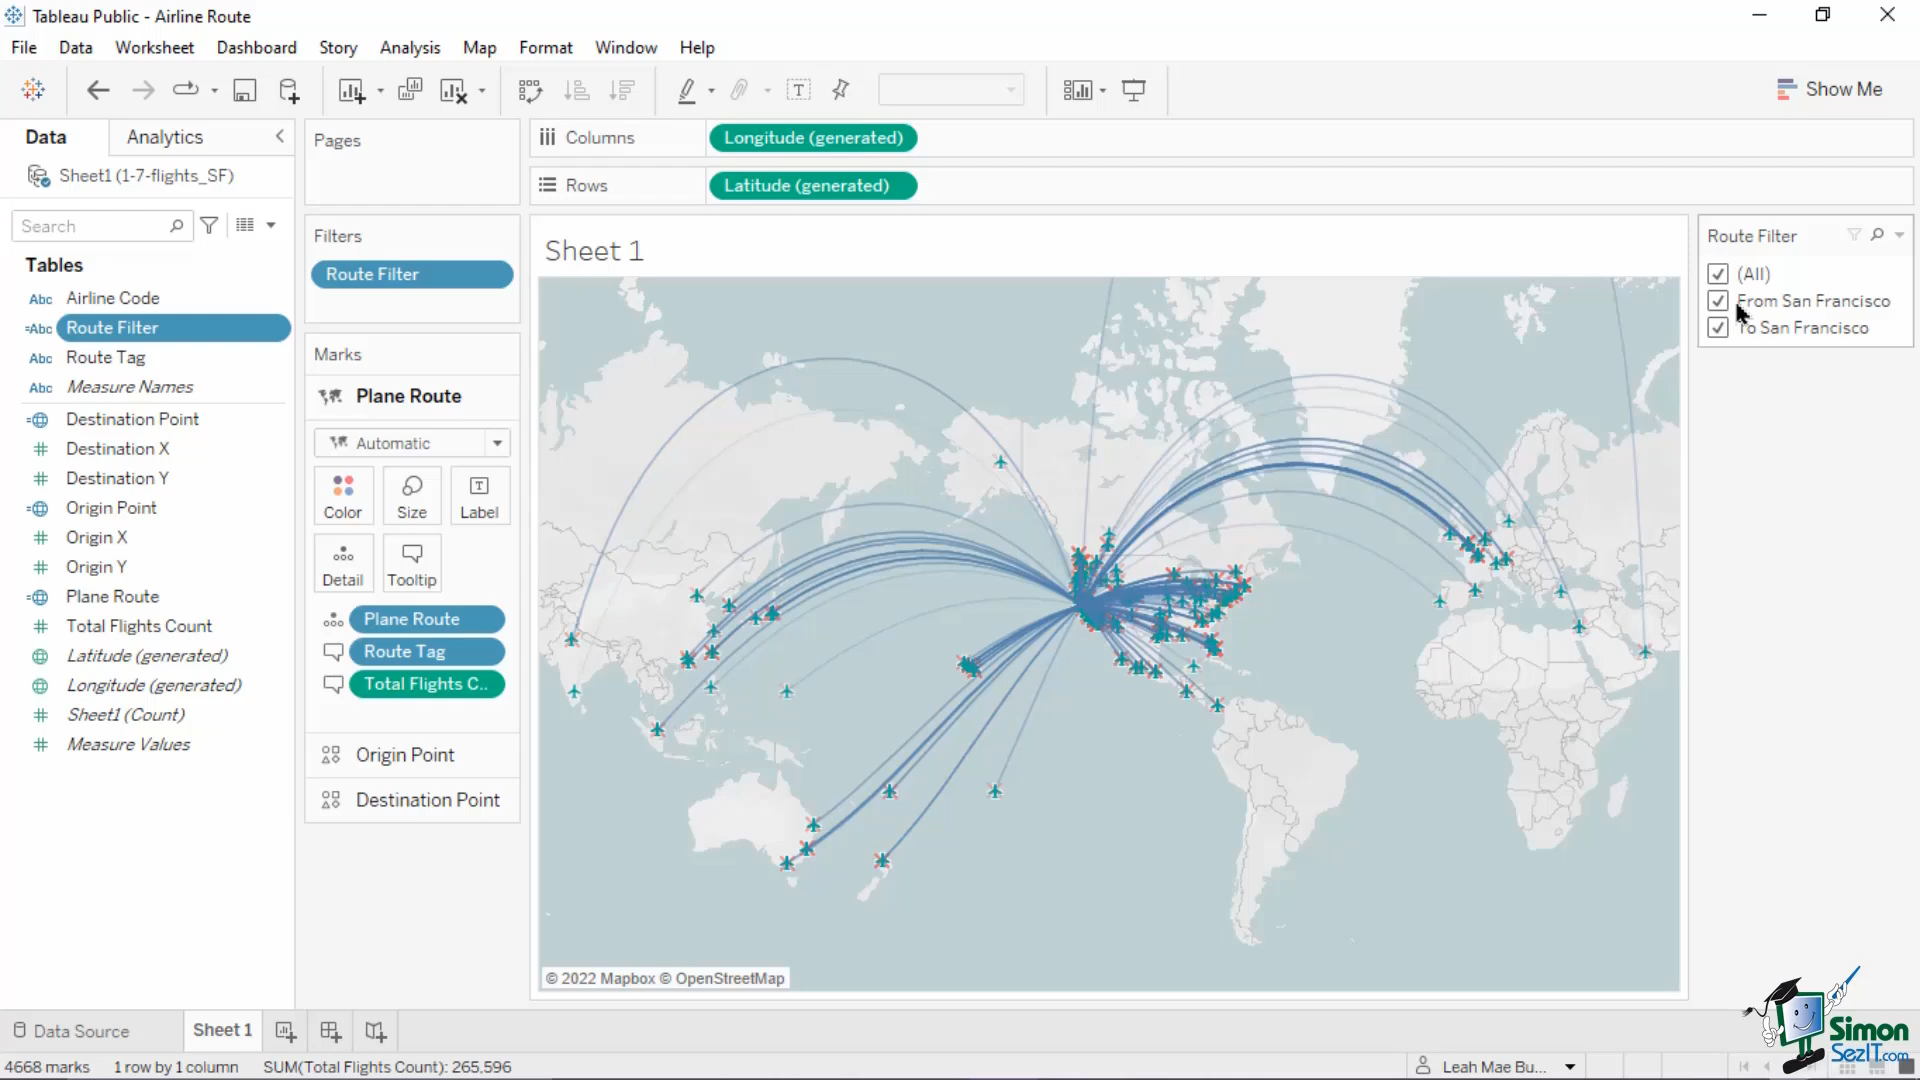 Tableau Public - Airline Route
File Data Worksheet Dashboard Story Analysis Map Format Window Help
Show Me
Data Analytics
Sheet1 (1-7-flights_SF)
Search
Tables
Abc Airline Code
=Abc Route Filter
Abc Route Tag
Abc Measure Names
Destination Point
Destination X
Destination Y
Origin Point
Origin X
Origin Y
Plane Route
Total Flights Count
Latitude (generated)
Longitude (generated)
Sheet1 (Count)
Measure Values
Pages
Filters
Route Filter
Marks
Plane Route
Automatic
Color Size Label
Detail Tooltip
Plane Route
Route Tag
Total Flights C..
Origin Point
Destination Point
Columns Longitude (generated)
Rows Latitude (generated)
Sheet 1
© 2022 Mapbox © OpenStreetMap
Route Filter
(All)
From San Francisco
To San Francisco
Data Source Sheet 1
4668 marks 1 row by 1 column SUM(Total Flights Count): 265,596
Leah Mae Bu...
Simon
SezIT.com